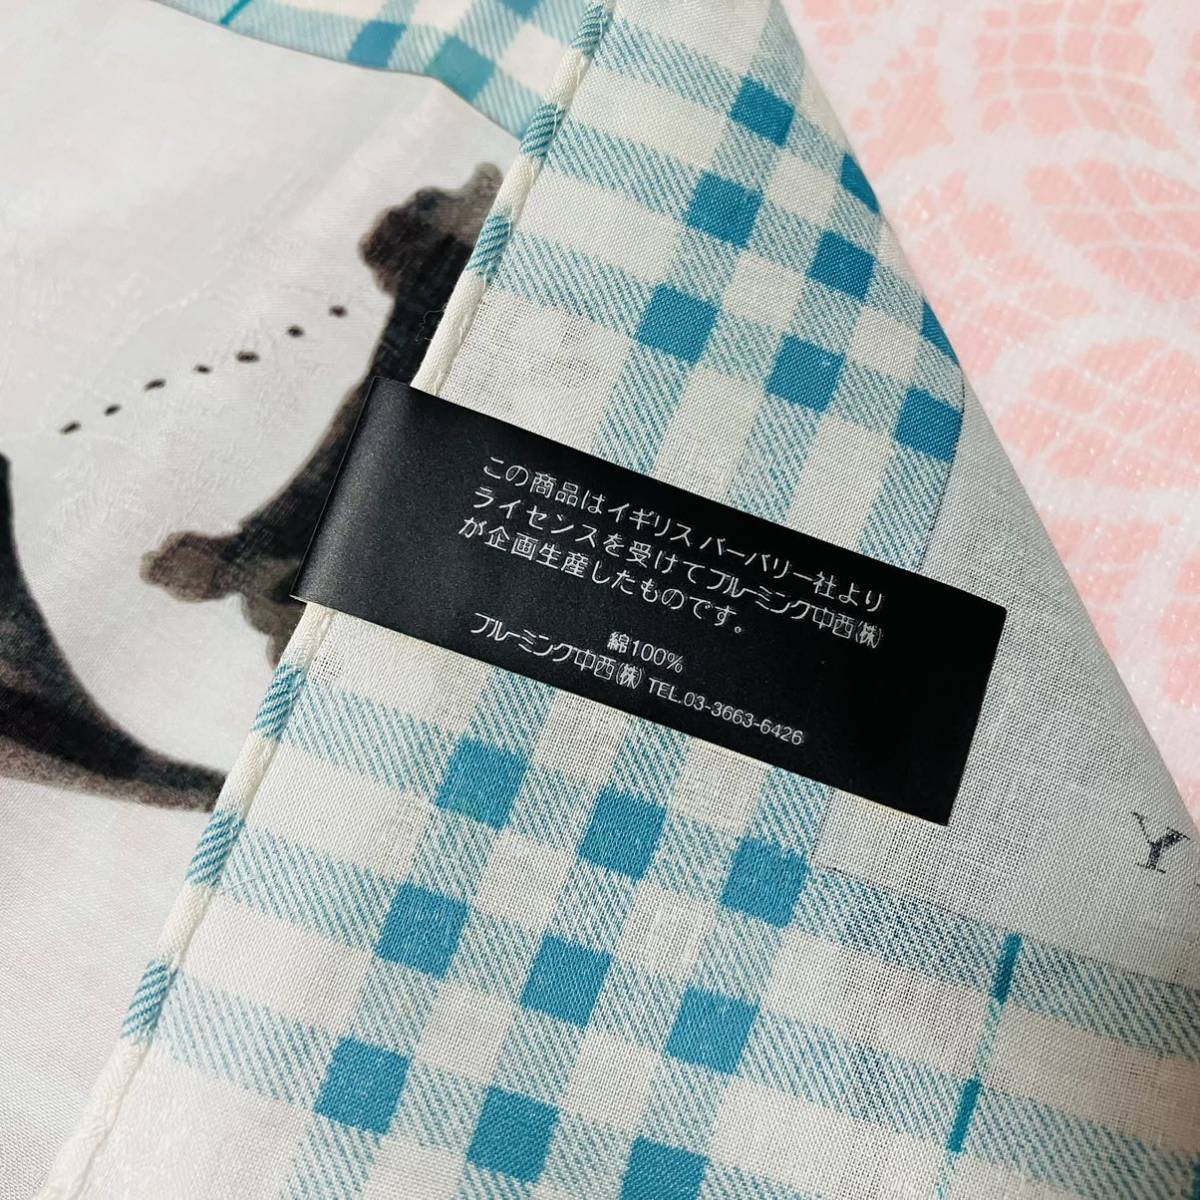 この商品はイギリス バーバリー社より
ライセンスを受けてブルーミング中西㈱
が企画生産したものです。
綿100%
ブルーミング中西㈱ TEL.03-3663-6426
Y